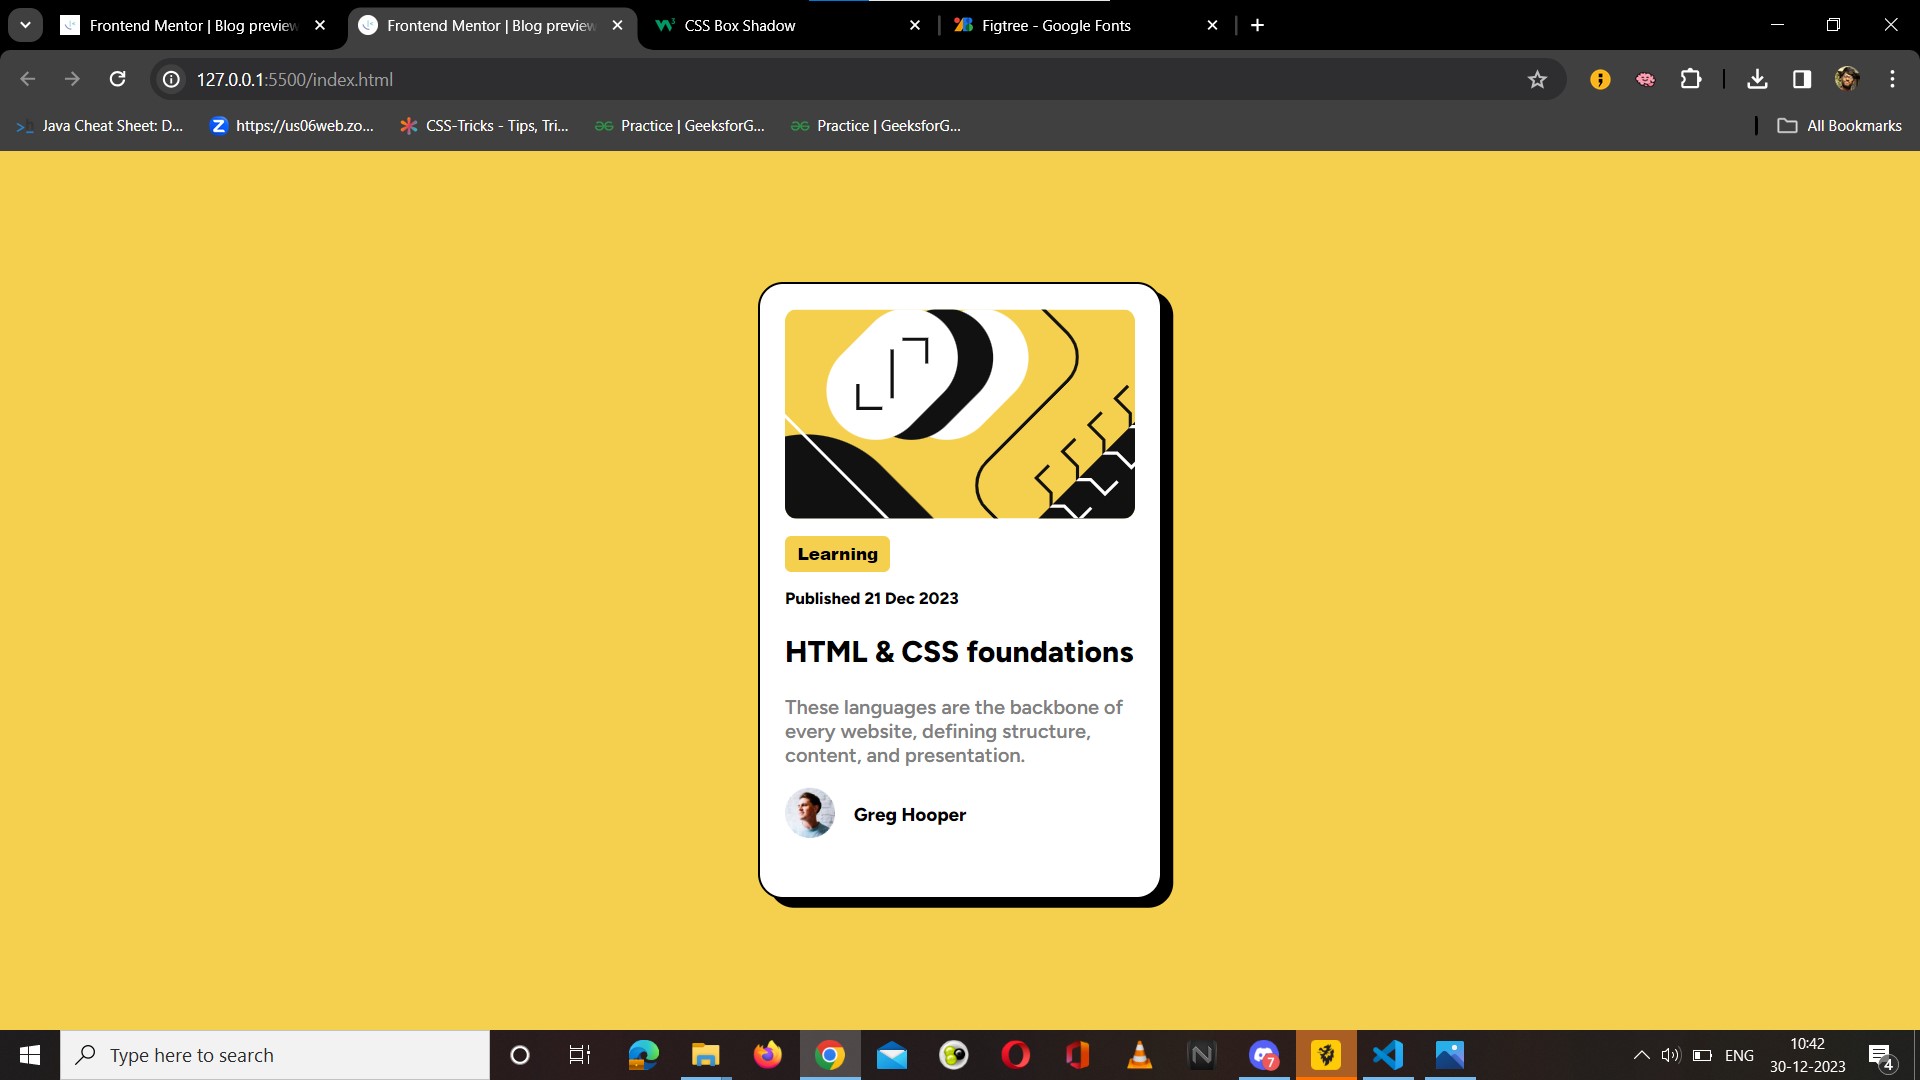 Frontend Mentor | Blog preview
Frontend Mentor | Blog preview
CSS Box Shadow
Figtree - Google Fonts
127.0.0.1:5500/index.html
Java Cheat Sheet: D...
https://us06web.zo...
CSS-Tricks - Tips, Tri...
Practice | GeeksforG...
Practice | GeeksforG...
All Bookmarks
Learning
Published 21 Dec 2023
HTML & CSS foundations
These languages are the backbone of
every website, defining structure,
content, and presentation.
Greg Hooper
Type here to search
7
ENG
10:42
30-12-2023
4